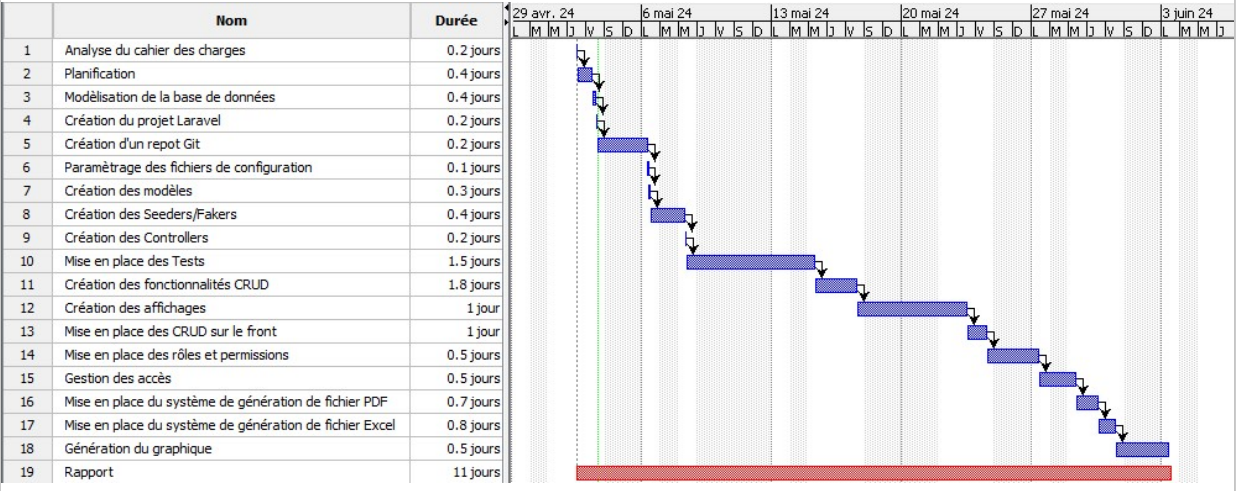 Nom Durée 29 avr. 24 6 mai 24 13 mai 24 20 mai 24 27 mai 24 3 juin 24
L M M J V S D L M M J V S D L M M J V S D L M M J V S D L M M J V S D L M M J
1 Analyse du cahier des charges 0.2 jours
2 Planification 0.4 jours
3 Modèlisation de la base de données 0.4 jours
4 Création du projet Laravel 0.2 jours
5 Création d'un repot Git 0.2 jours
6 Paramètrage des fichiers de configuration 0.1 jours
7 Création des modèles 0.3 jours
8 Création des Seeders/Fakers 0.4 jours
9 Création des Controllers 0.2 jours
10 Mise en place des Tests 1.5 jours
11 Création des fonctionnalités CRUD 1.8 jours
12 Création des affichages 1 jour
13 Mise en place des CRUD sur le front 1 jour
14 Mise en place des rôles et permissions 0.5 jours
15 Gestion des accès 0.5 jours
16 Mise en place du système de génération de fichier PDF 0.7 jours
17 Mise en place du système de génération de fichier Excel 0.8 jours
18 Génération du graphique 0.5 jours
19 Rapport 11 jours